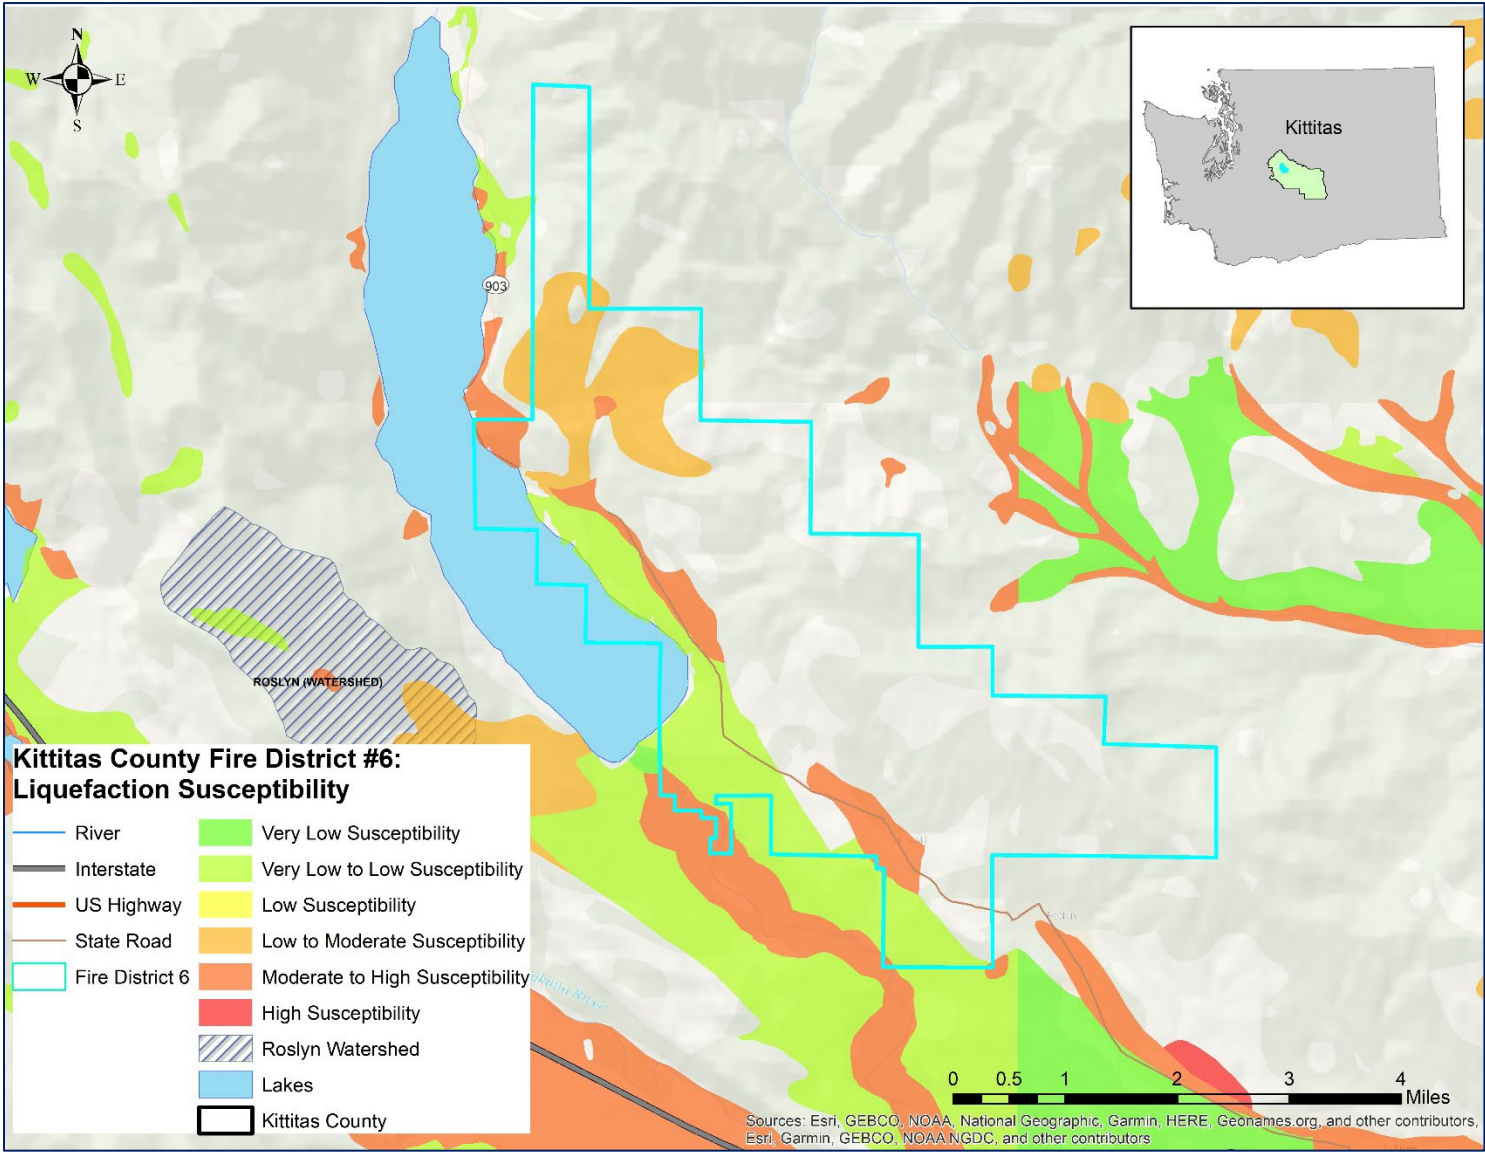 N
W E
S
Kittitas
903
ROSLYN (WATERSHED)
Kittitas County Fire District #6:
Liquefaction Susceptibility
River
Interstate
US Highway
State Road
Fire District 6
Very Low Susceptibility
Very Low to Low Susceptibility
Low Susceptibility
Low to Moderate Susceptibility
Moderate to High Susceptibility
High Susceptibility
Roslyn Watershed
Lakes
Kittitas County
River
0 0.5 1 2 3 4
Miles
Sources: Esri, GEBCO, NOAA, National Geographic, Garmin, HERE, Geonames.org, and other contributors,
Esri, Garmin, GEBCO, NOAA NGDC, and other contributors